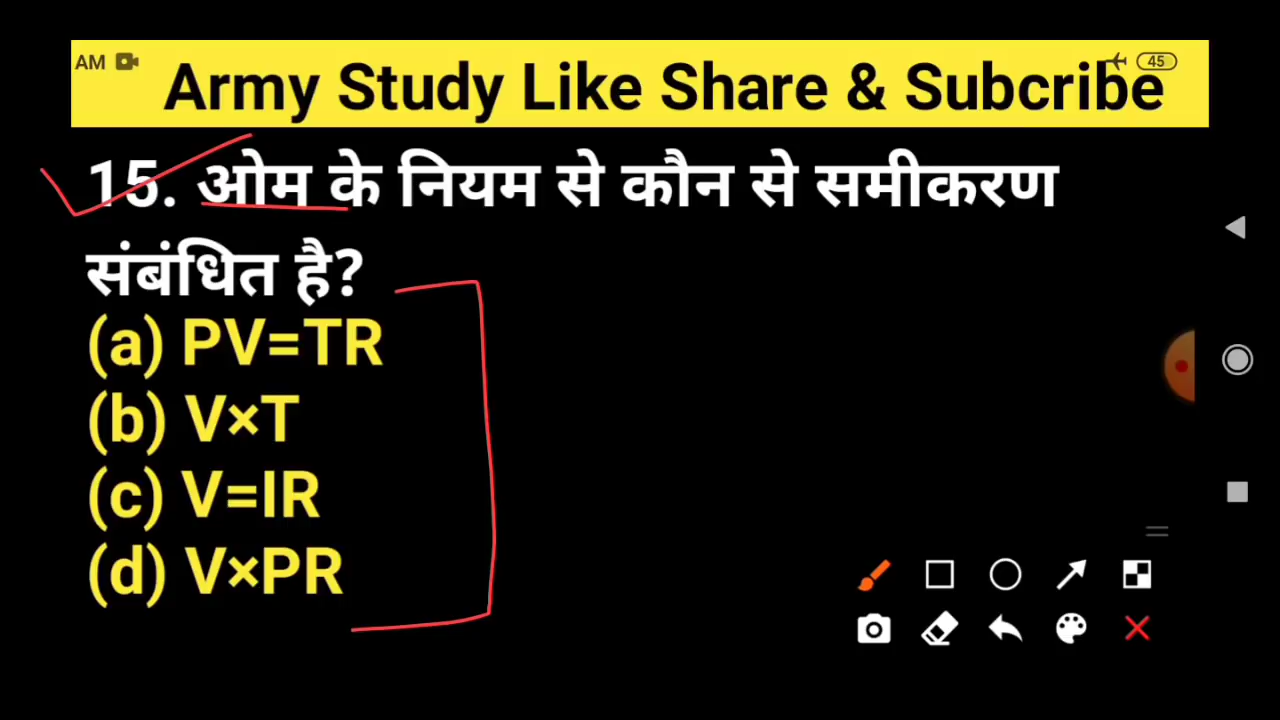 AM 45
Army Study Like Share & Subcribe
15. ओम के नियम से कौन से समीकरण
संबंधित है?
(a) PV=TR
(b) V×T
(c) V=IR
(d) V×PR